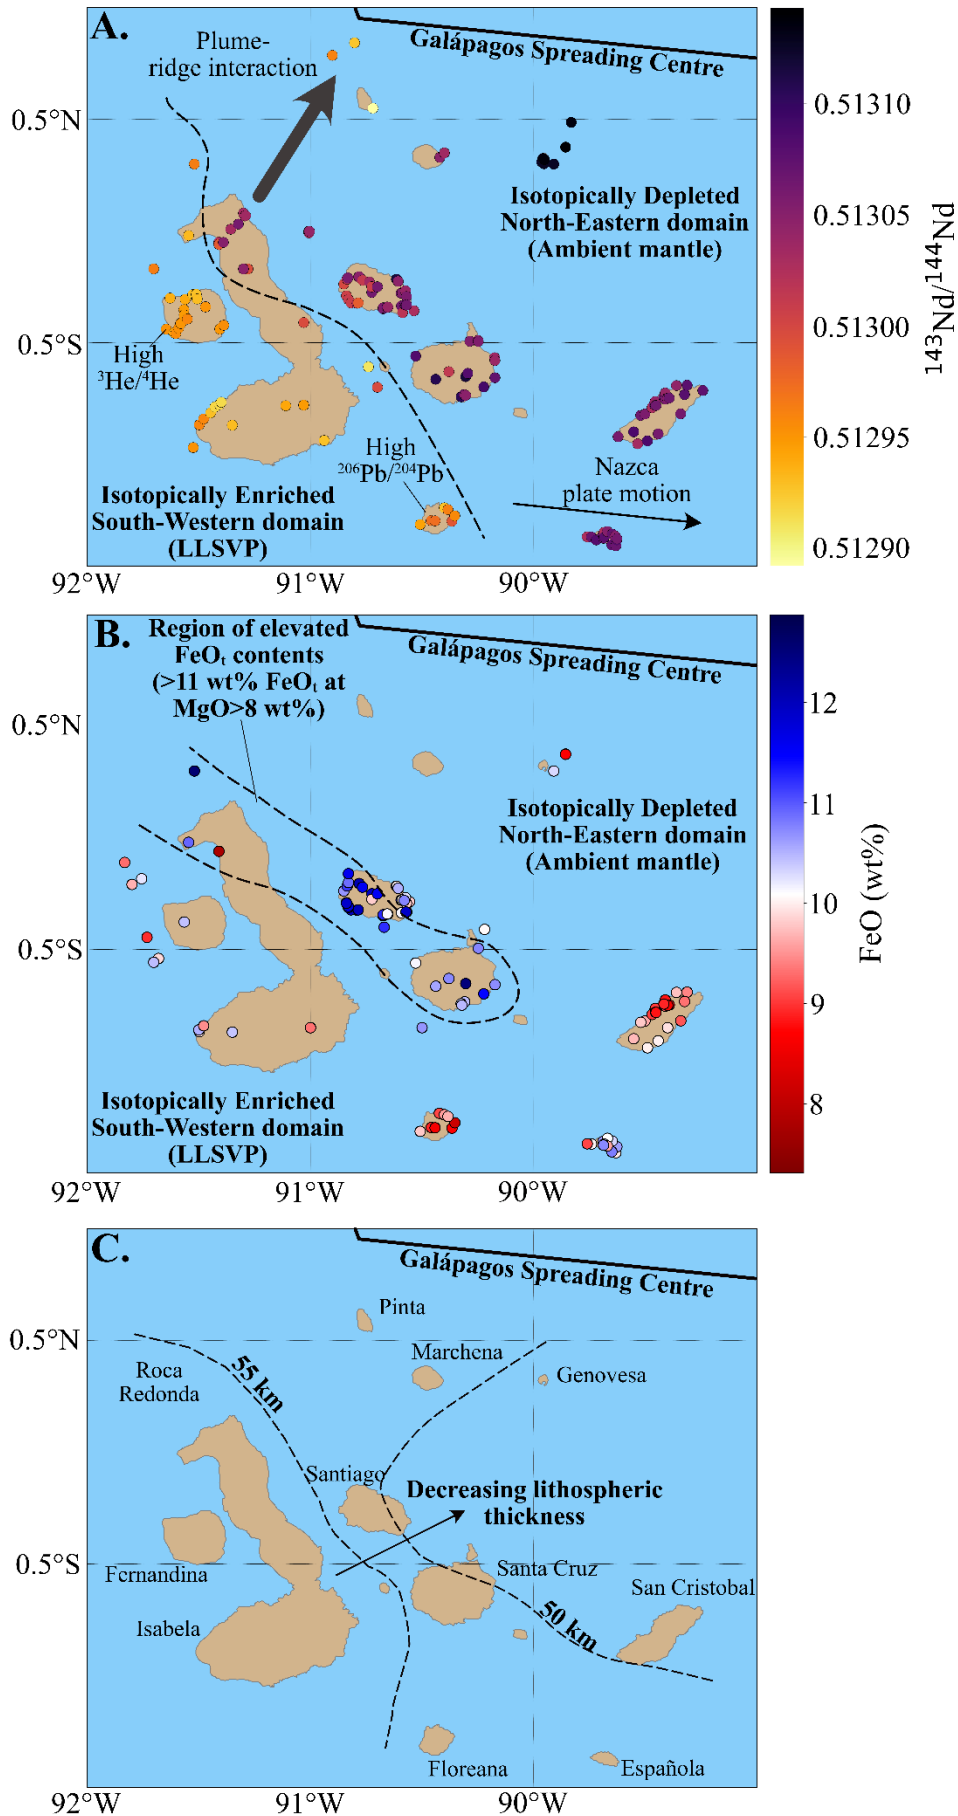 A.
Galápagos Spreading Centre
Plume-
ridge interaction
0.5°N
Isotopically Depleted
North-Eastern domain
(Ambient mantle)
0.5°S
High
³He/⁴He
High
²⁰⁶Pb/²⁰⁴Pb
Nazca
plate motion
Isotopically Enriched
South-Western domain
(LLSVP)
92°W
91°W
90°W
0.51310
0.51305
0.51300
0.51295
0.51290
¹⁴³Nd/¹⁴⁴Nd
B.
Region of elevated
FeOₜ contents
(>11 wt% FeOₜ at
MgO>8 wt%)
Galápagos Spreading Centre
0.5°N
Isotopically Depleted
North-Eastern domain
(Ambient mantle)
0.5°S
Isotopically Enriched
South-Western domain
(LLSVP)
92°W
91°W
90°W
12
11
10
9
8
FeO (wt%)
C.
Galápagos Spreading Centre
Pinta
0.5°N
Marchena
Roca
Redonda
55 km
Genovesa
Santiago
Decreasing lithospheric
thickness
0.5°S
Fernandina
Santa Cruz
San Cristobal
Isabela
50 km
Floreana
Española
92°W
91°W
90°W